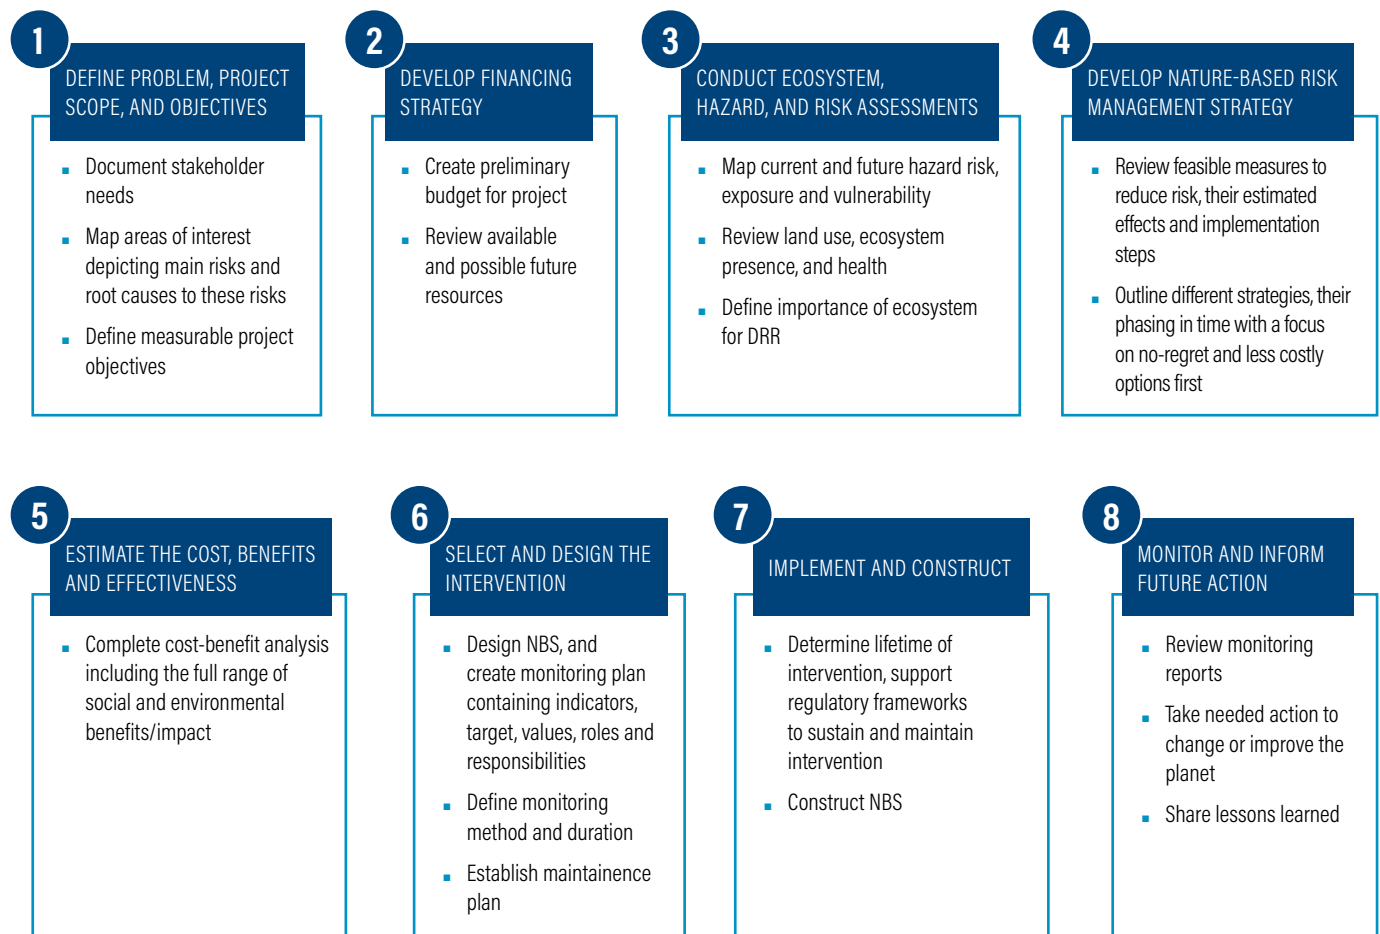 1
DEFINE PROBLEM, PROJECT
SCOPE, AND OBJECTIVES
▪ Document stakeholder
needs
▪ Map areas of interest
depicting main risks and
root causes to these risks
▪ Define measurable project
objectives
2
DEVELOP FINANCING
STRATEGY
▪ Create preliminary
budget for project
▪ Review available
and possible future
resources
3
CONDUCT ECOSYSTEM,
HAZARD, AND RISK ASSESSMENTS
▪ Map current and future hazard risk,
exposure and vulnerability
▪ Review land use, ecosystem
presence, and health
▪ Define importance of ecosystem
for DRR
4
DEVELOP NATURE-BASED RISK
MANAGEMENT STRATEGY
▪ Review feasible measures to
reduce risk, their estimated
effects and implementation
steps
▪ Outline different strategies, their
phasing in time with a focus
on no-regret and less costly
options first
5
ESTIMATE THE COST, BENEFITS
AND EFFECTIVENESS
▪ Complete cost-benefit analysis
including the full range of
social and environmental
benefits/impact
6
SELECT AND DESIGN THE
INTERVENTION
▪ Design NBS, and
create monitoring plan
containing indicators,
target, values, roles and
responsibilities
▪ Define monitoring
method and duration
▪ Establish maintainence
plan
7
IMPLEMENT AND CONSTRUCT
▪ Determine lifetime of
intervention, support
regulatory frameworks
to sustain and maintain
intervention
▪ Construct NBS
8
MONITOR AND INFORM
FUTURE ACTION
▪ Review monitoring
reports
▪ Take needed action to
change or improve the
planet
▪ Share lessons learned